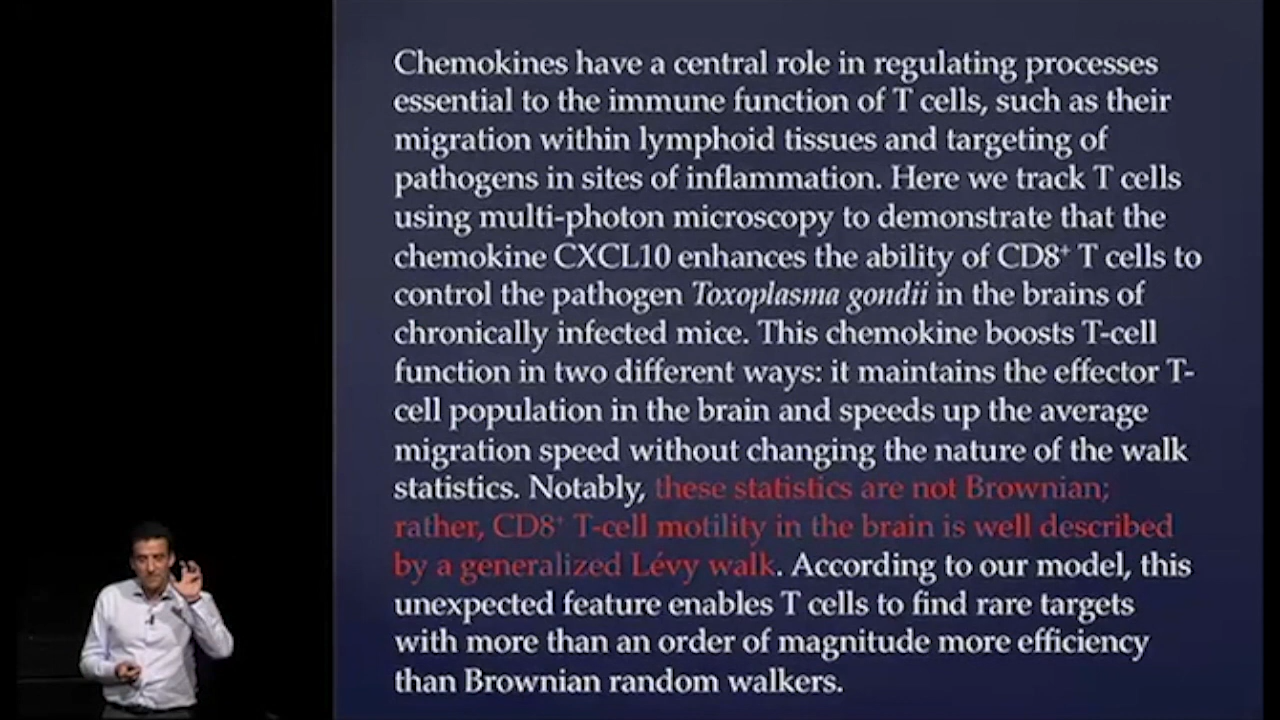 Chemokines have a central role in regulating processes
essential to the immune function of T cells, such as their
migration within lymphoid tissues and targeting of
pathogens in sites of inflammation. Here we track T cells
using multi-photon microscopy to demonstrate that the
chemokine CXCL10 enhances the ability of CD8⁺ T cells to
control the pathogen Toxoplasma gondii in the brains of
chronically infected mice. This chemokine boosts T-cell
function in two different ways: it maintains the effector T-
cell population in the brain and speeds up the average
migration speed without changing the nature of the walk
statistics. Notably, these statistics are not Brownian;
rather, CD8⁺ T-cell motility in the brain is well described
by a generalized Lévy walk. According to our model, this
unexpected feature enables T cells to find rare targets
with more than an order of magnitude more efficiency
than Brownian random walkers.